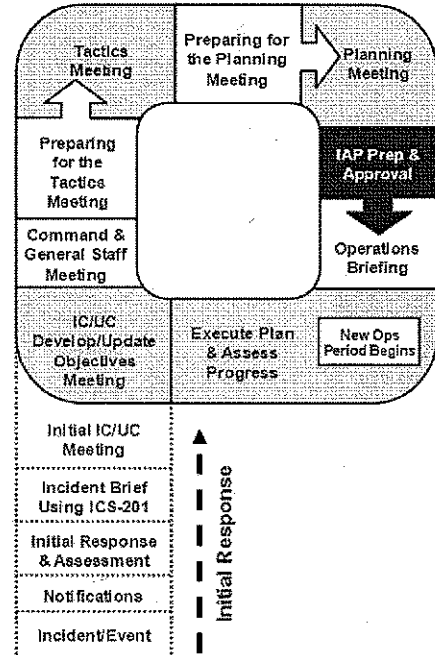 Tactics
Meeting
Preparing for
the Planning
Meeting
Planning
Meeting
Preparing
for the
Tactics
Meeting
IAP Prep &
Approval
Command &
General Staff
Meeting
Operations
Briefing
IC/UC
Develop/Update
Objectives
Meeting
Execute Plan
& Assess
Progress
New Ops
Period Begins
Initial IC/UC
Meeting
Incident Brief
Using ICS-201
Initial Response
& Assessment
Notifications
Incident/Event
Initial Response